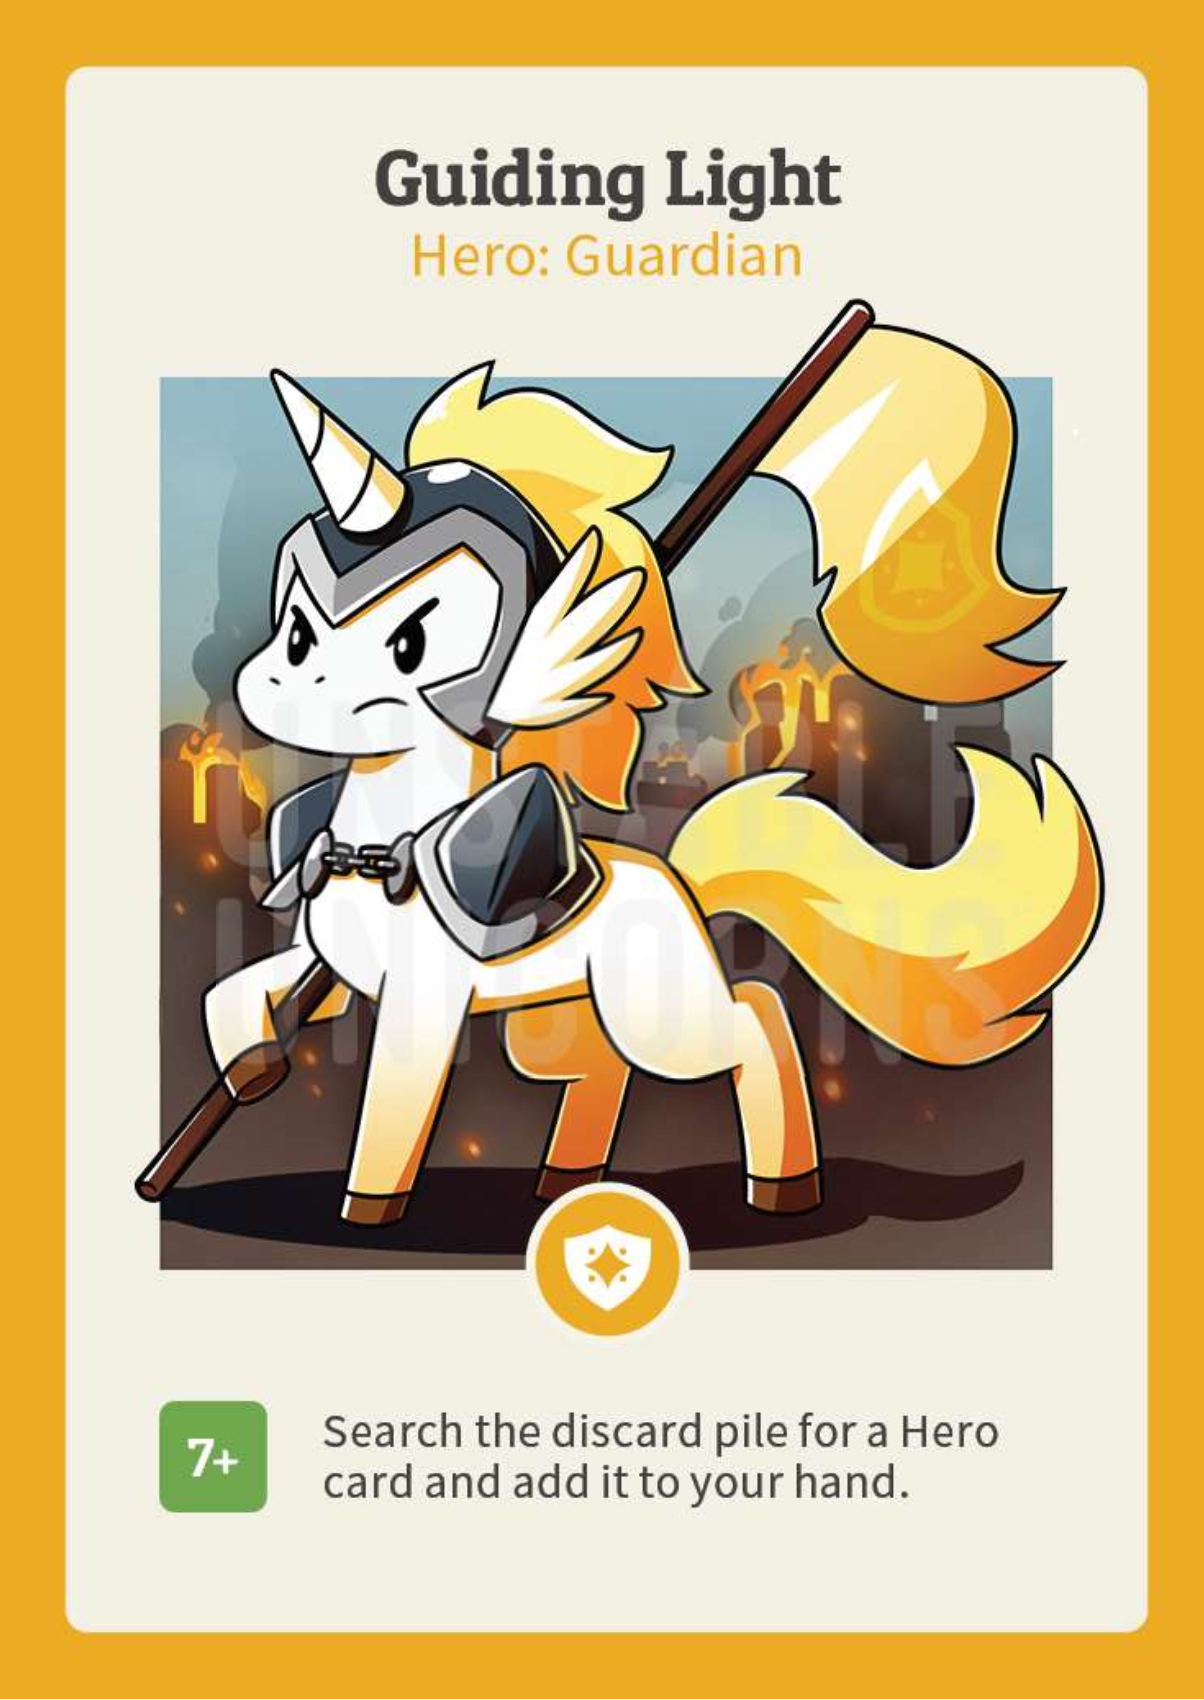 Guiding Light
Hero: Guardian
UNSTABLE
UNICORNS
7+
Search the discard pile for a Hero
card and add it to your hand.